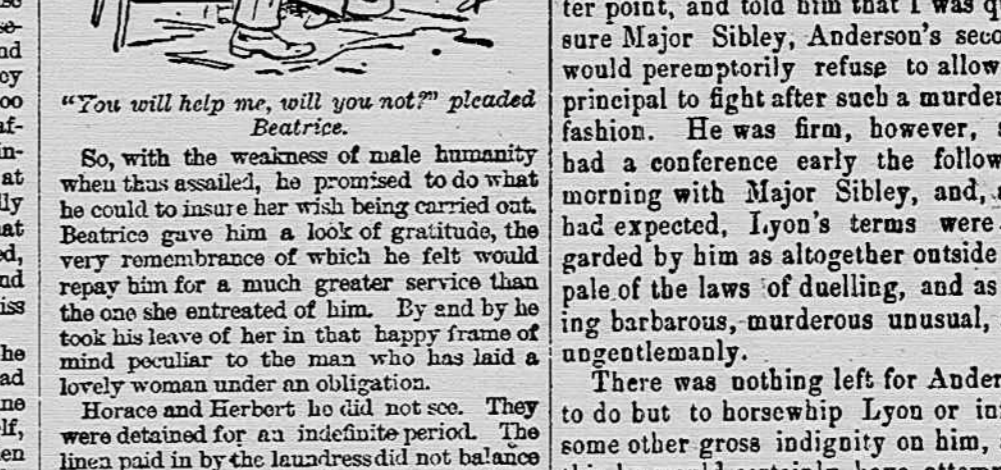 "You will help me, will you not?" pleaded
Beatrice.
So, with the weakness of male humanity
when thus assailed, he promised to do what
he could to insure her wish being carried out.
Beatrice gave him a look of gratitude, the
very remembrance of which he felt would
repay him for a much greater service than
the one she entreated of him. By and by he
took his leave of her in that happy frame of
mind peculiar to the man who has laid a
lovely woman under an obligation.
Horace and Herbert he did not see. They
were detained for an indefinite period. The
linen paid in by the laundress did not balance
ter point, and told him that I was
sure Major Sibley, Anderson's
would peremptorily refuse to allow
principal to fight after such a
fashion. He was firm, however,
had a conference early the
morning with Major Sibley, and,
had expected, Lyon's terms were
garded by him as altogether outside
pale of the laws of duelling, and as
ing barbarous, murderous unusual,
ungentlemanly.
There was nothing left for
to do but to horsewhip Lyon or
some other gross indignity on him,